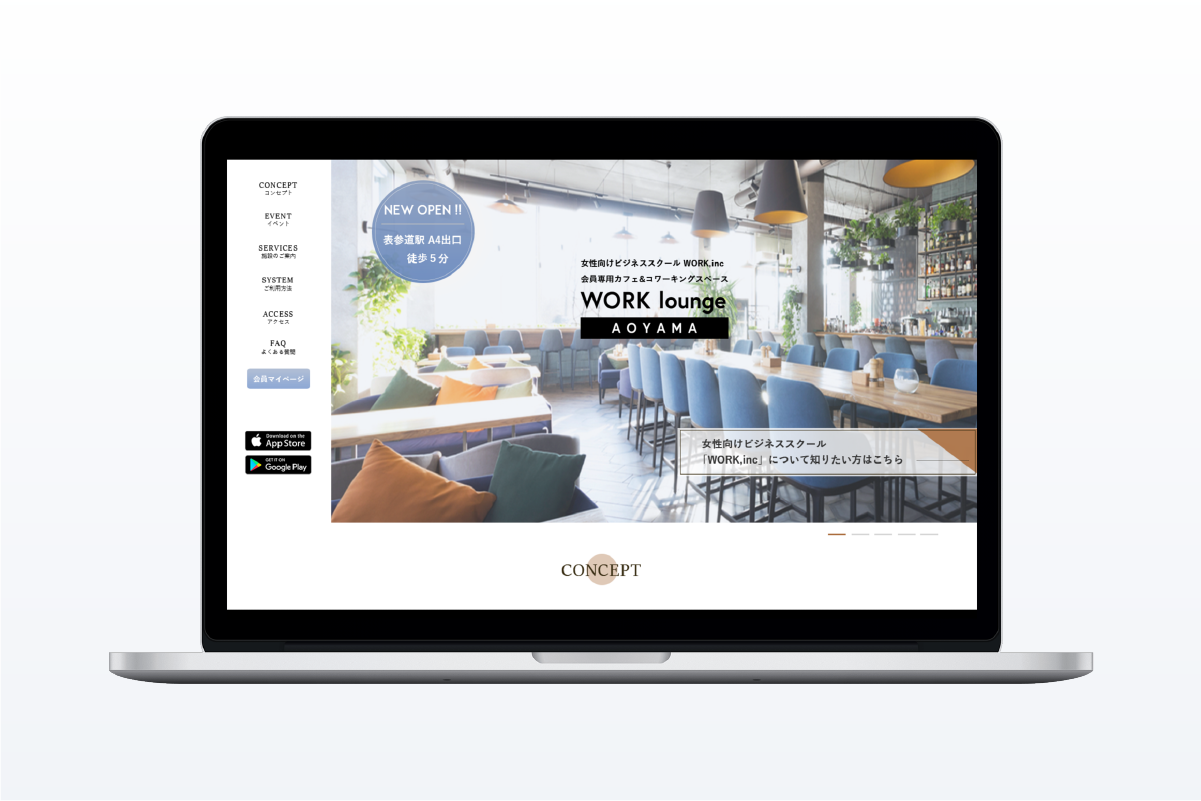 CONCEPT
コンセプト
EVENT
イベント
SERVICES
施設のご案内
SYSTEM
ご利用方法
ACCESS
アクセス
FAQ
よくある質問
会員マイページ
Download on the
App Store
GET IT ON
Google Play
NEW OPEN !!
表参道駅 A4出口
徒歩5分
女性向けビジネススクール WORK,inc
会員専用カフェ&コワーキングスペース
WORK lounge
AOYAMA
女性向けビジネススクール
「WORK,inc」について知りたい方はこちら
CONCEPT